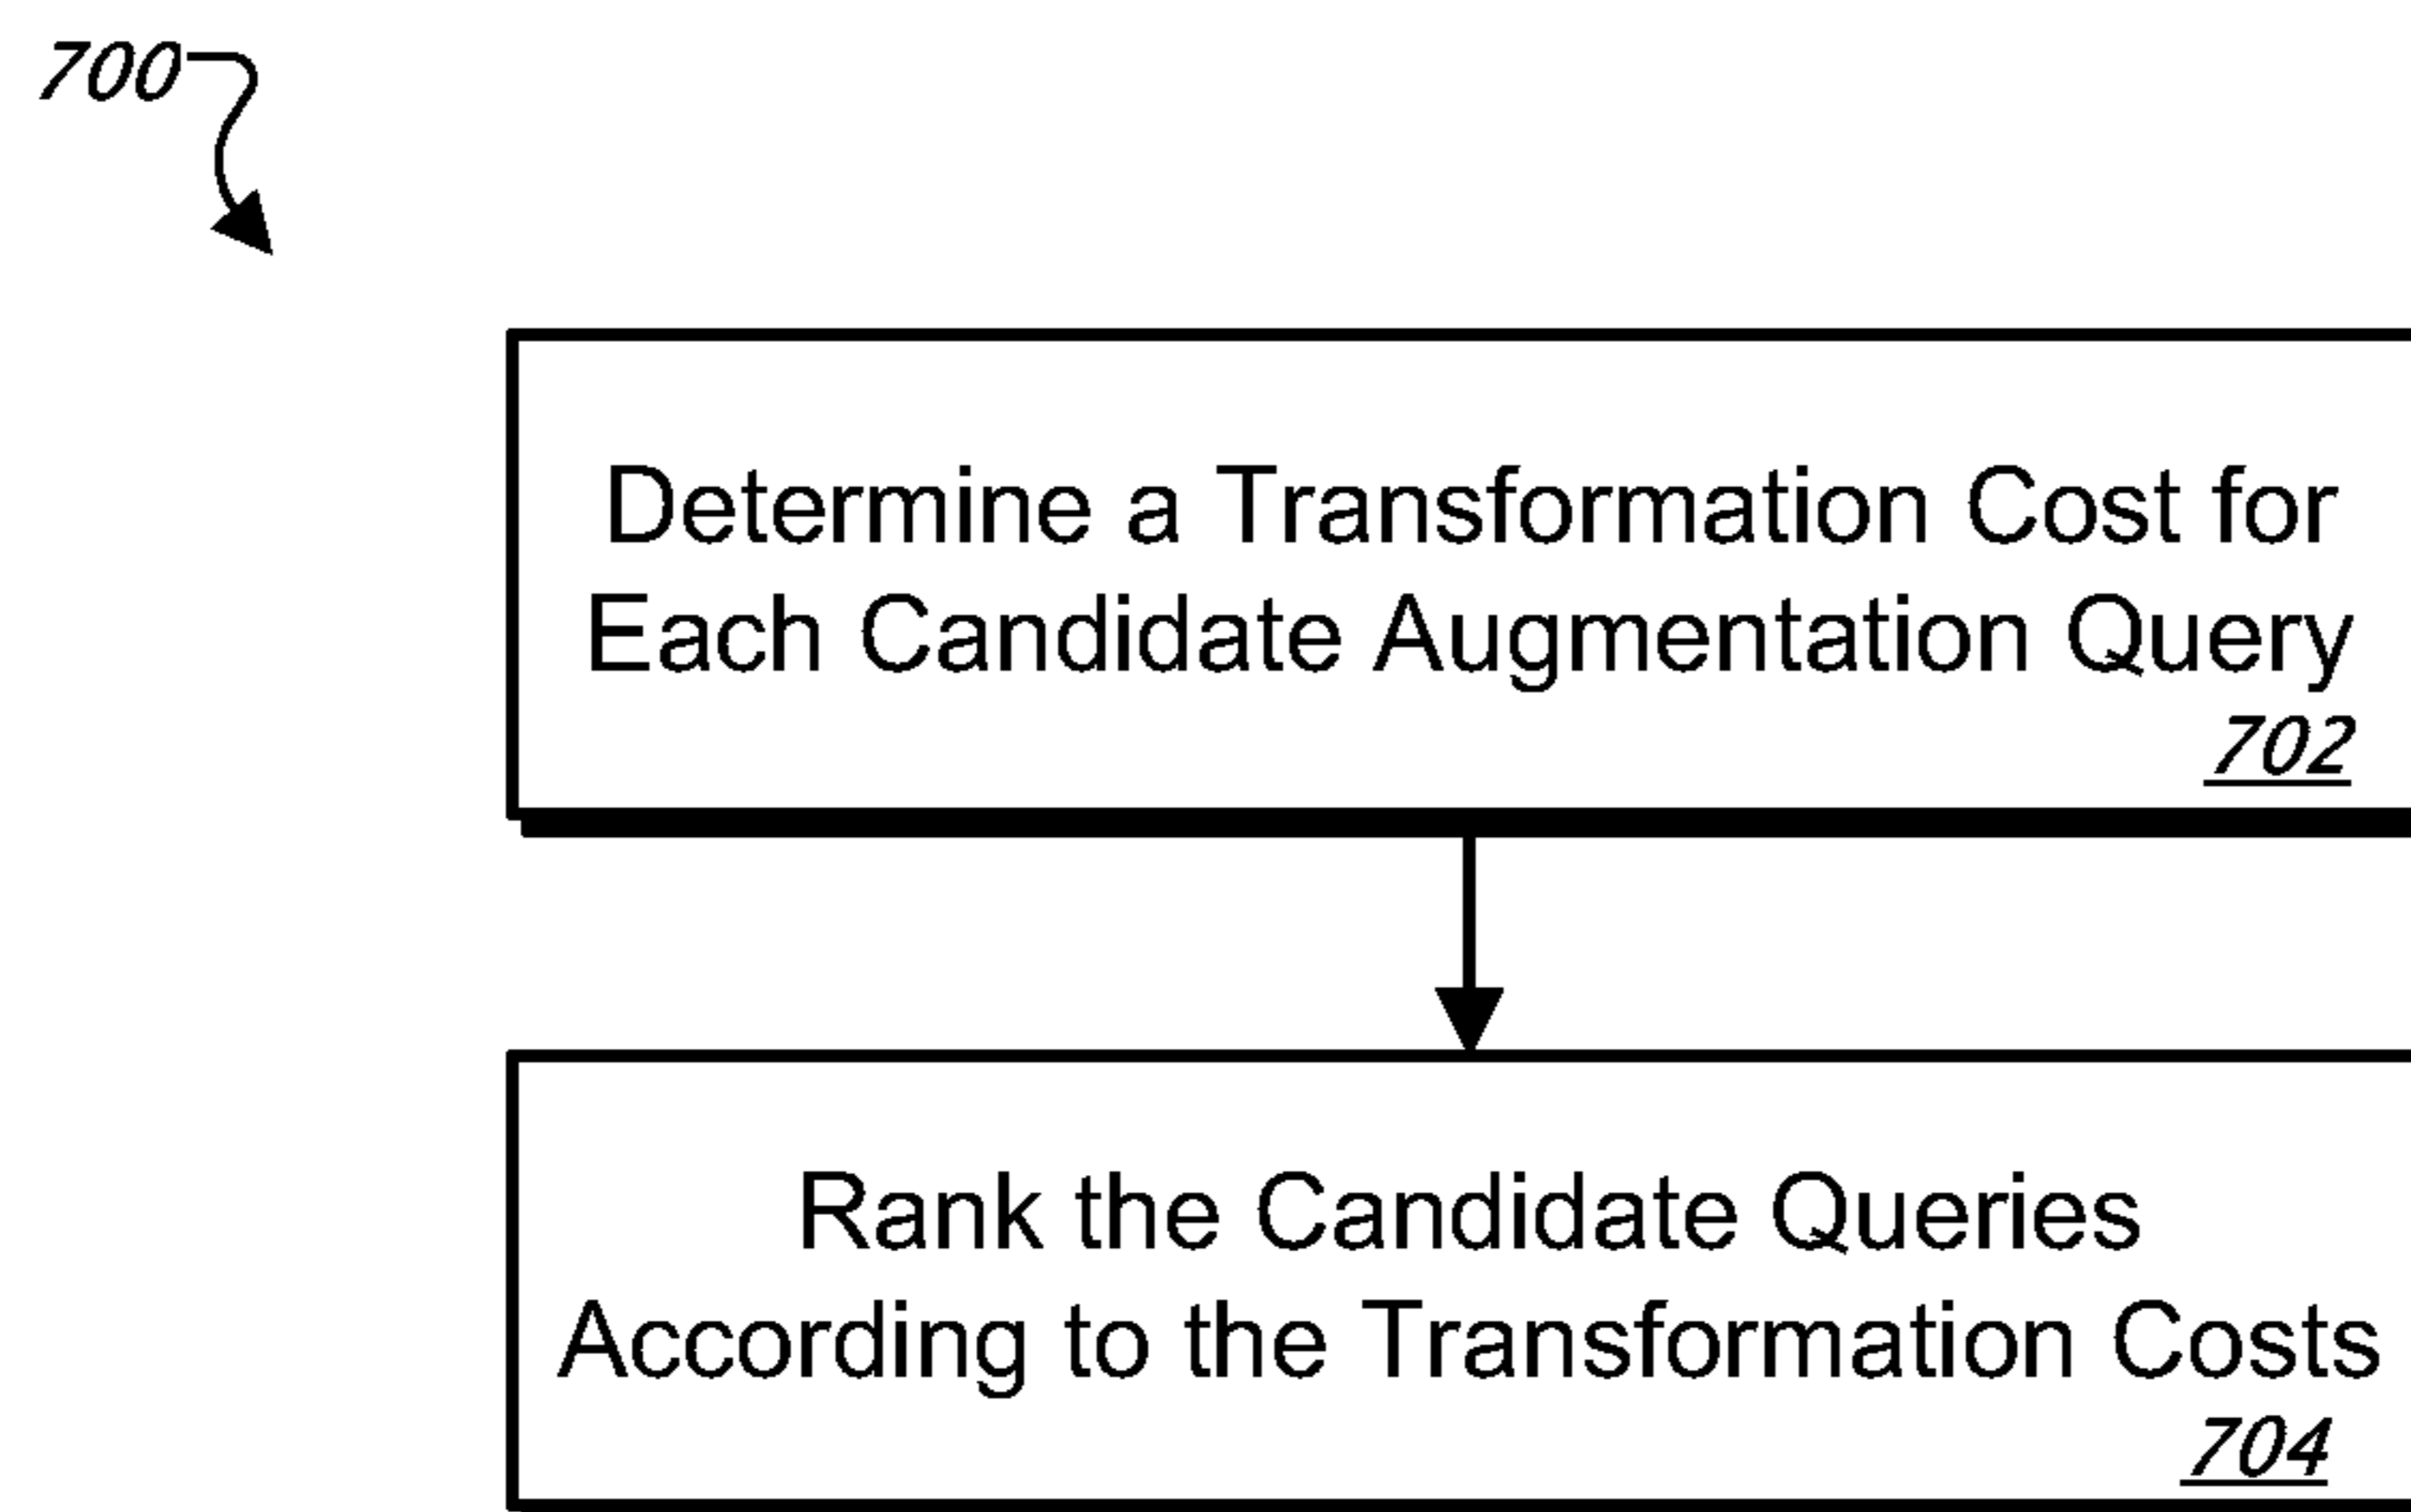 700
Determine a Transformation Cost for
Each Candidate Augmentation Query
702
Rank the Candidate Queries
According to the Transformation Costs
704